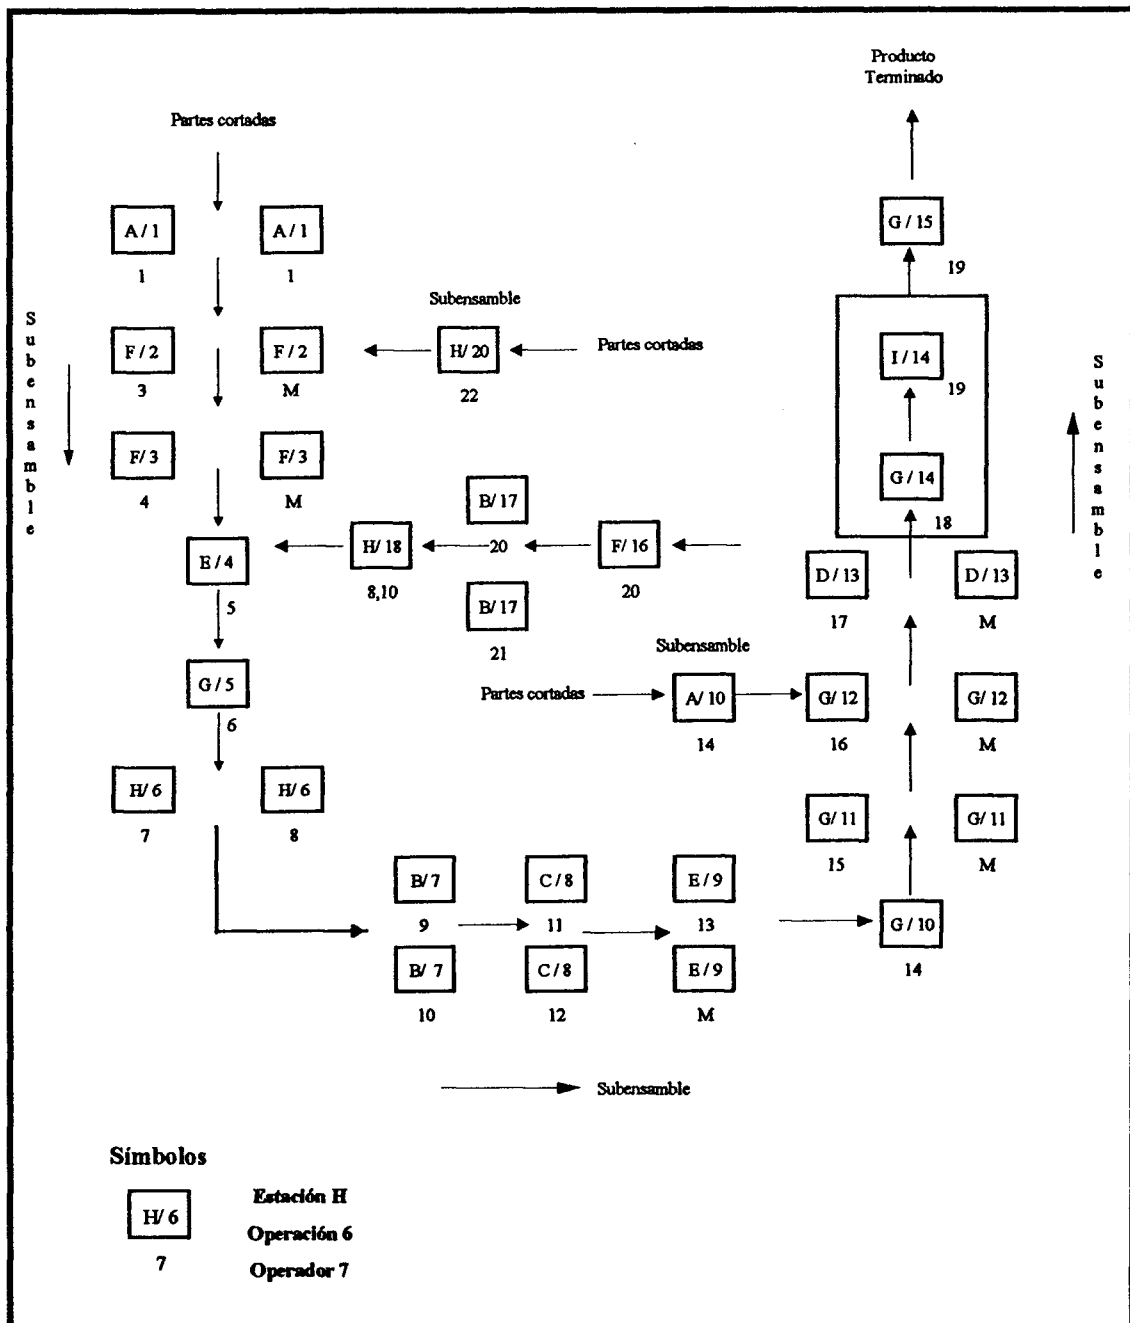 Producto
Terminado
Partes cortadas
G / 15
19
A / 1
A / 1
1
1
Subensamble
Subensamble
F / 2
F / 2
H/ 20
Partes cortadas
3
M
22
I / 14
19
Subensamble
F/ 3
F/ 3
4
M
G/ 14
18
B/ 17
20
E / 4
H/ 18
F/ 16
5
8,10
20
B/ 17
21
D / 13
D / 13
17
M
Subensamble
G / 5
6
Partes cortadas
A/ 10
G/ 12
G/ 12
14
16
M
H/ 6
H/ 6
7
8
G/ 11
G/ 11
15
M
B/ 7
C / 8
E / 9
9
11
13
G / 10
14
B/ 7
C / 8
E / 9
10
12
M
Subensamble
Símbolos
H/ 6
7
Estación H
Operación 6
Operador 7